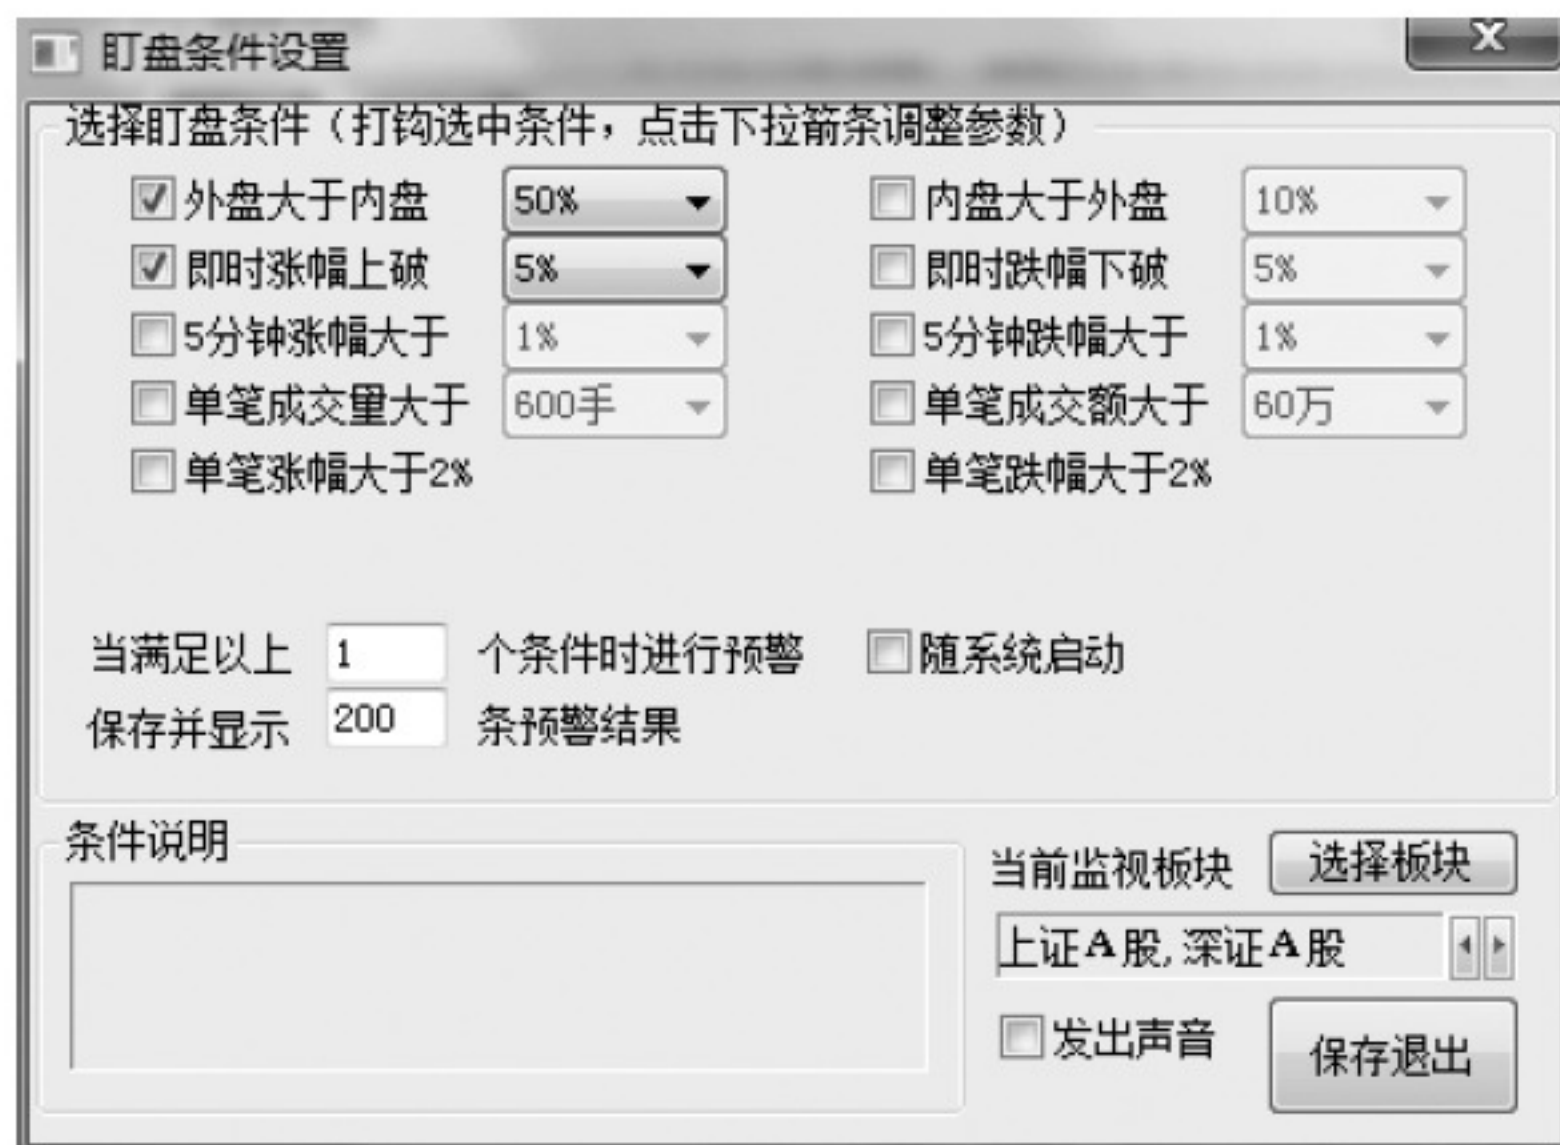 盯盘条件设置
选择盯盘条件（打钩选中条件，点击下拉箭条调整参数）
外盘大于内盘 50% 内盘大于外盘 10%
即时涨幅上破 5% 即时跌幅下破 5%
5分钟涨幅大于 1% 5分钟跌幅大于 1%
单笔成交量大于 600手 单笔成交额大于 60万
单笔涨幅大于2% 单笔跌幅大于2%
当满足以上 1 个条件时进行预警 随系统启动
保存并显示 200 条预警结果
条件说明
当前监视板块 选择板块
上证A股,深证A股
发出声音 保存退出